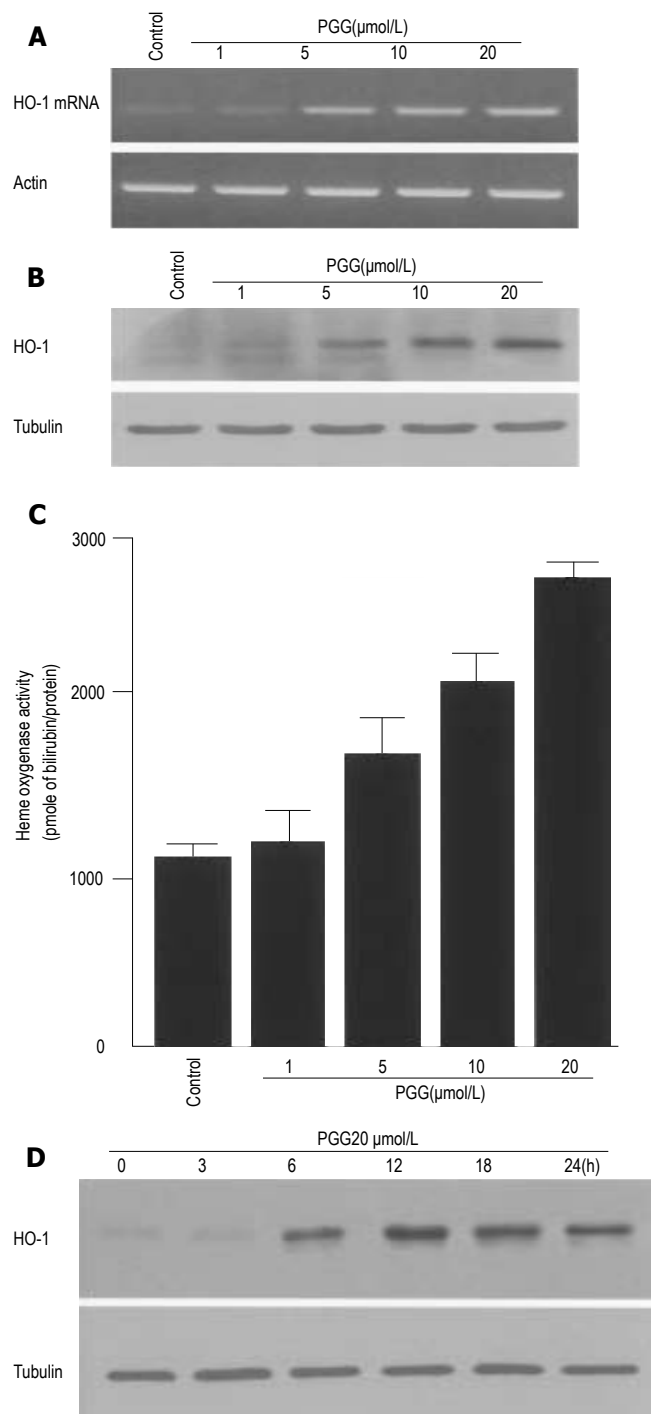 A
Control
PGG(µmol/L)
1 5 10 20
HO-1 mRNA
Actin
B
Control
PGG(µmol/L)
1 5 10 20
HO-1
Tubulin
C
3000
2000
1000
0
Heme oxygenase activity
(pmole of bilirubin/protein)
Control
1 5 10 20
PGG(µmol/L)
D
PGG20 µmol/L
0 3 6 12 18 24(h)
HO-1
Tubulin